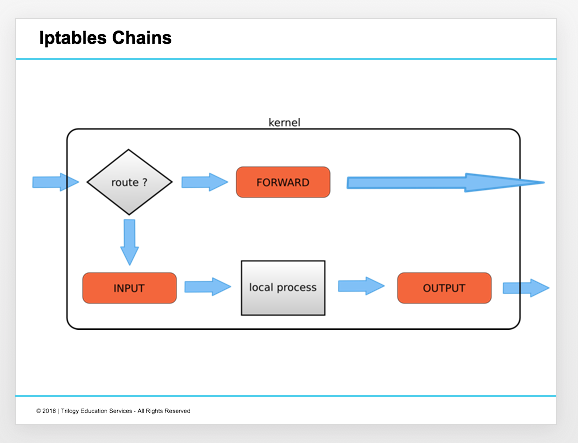 Iptables Chains
kernel
route ?
FORWARD
INPUT
local process
OUTPUT
© 2018 | Trilogy Education Services - All Rights Reserved